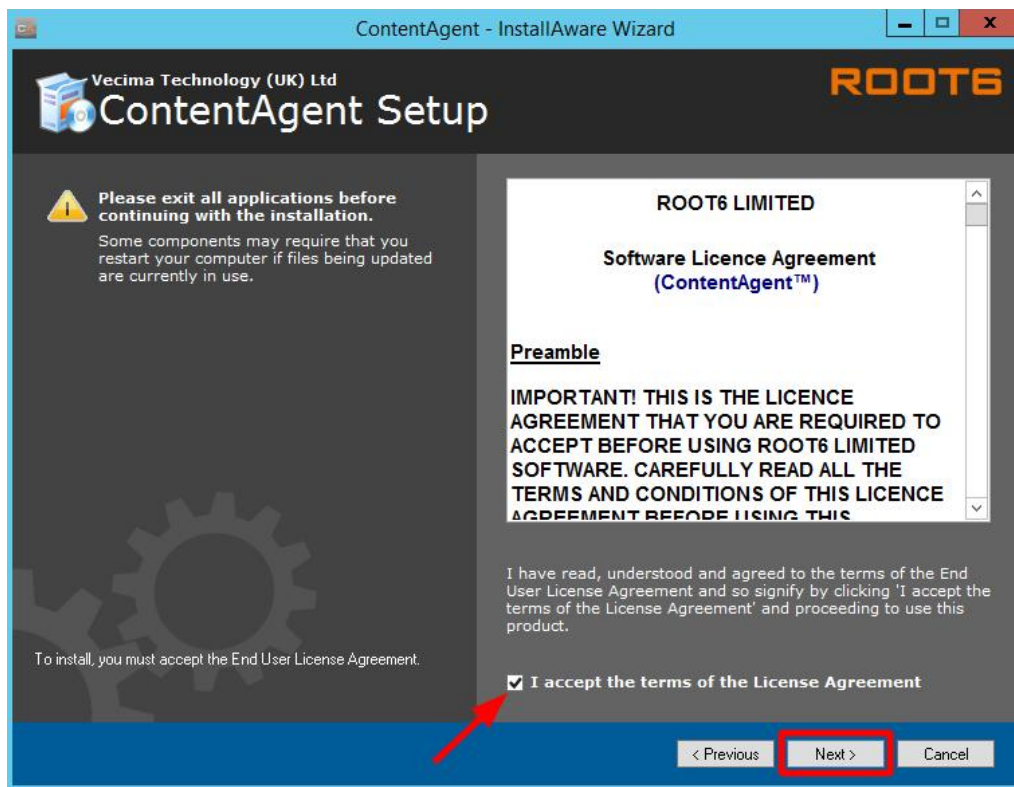 ContentAgent - InstallAware Wizard
Vecima Technology (UK) Ltd
ContentAgent Setup
ROOT6
Please exit all applications before
continuing with the installation.
Some components may require that you
restart your computer if files being updated
are currently in use.
To install, you must accept the End User License Agreement.
ROOT6 LIMITED
Software Licence Agreement
(ContentAgent™)
Preamble
IMPORTANT! THIS IS THE LICENCE
AGREEMENT THAT YOU ARE REQUIRED TO
ACCEPT BEFORE USING ROOT6 LIMITED
SOFTWARE. CAREFULLY READ ALL THE
TERMS AND CONDITIONS OF THIS LICENCE
AGREEMENT BEFORE USING THIS
I have read, understood and agreed to the terms of the End
User License Agreement and so signify by clicking 'I accept the
terms of the License Agreement' and proceeding to use this
product.
I accept the terms of the License Agreement
< Previous
Next >
Cancel